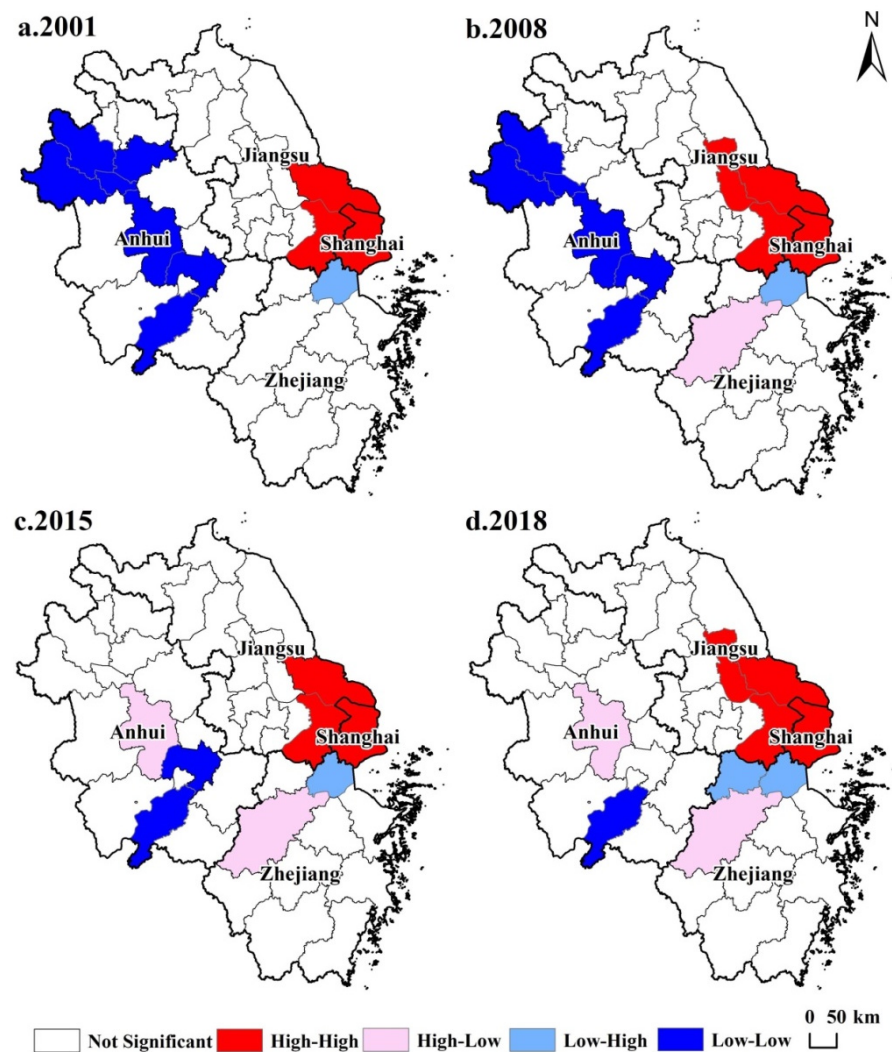 a.2001
b.2008
N
Jiangsu
Jiangsu
Anhui
Shanghai
Anhui
Shanghai
Zhejiang
Zhejiang
c.2015
d.2018
Jiangsu
Jiangsu
Anhui
Shanghai
Anhui
Shanghai
Zhejiang
Zhejiang
0 50 km
Not Significant High-High High-Low Low-High Low-Low